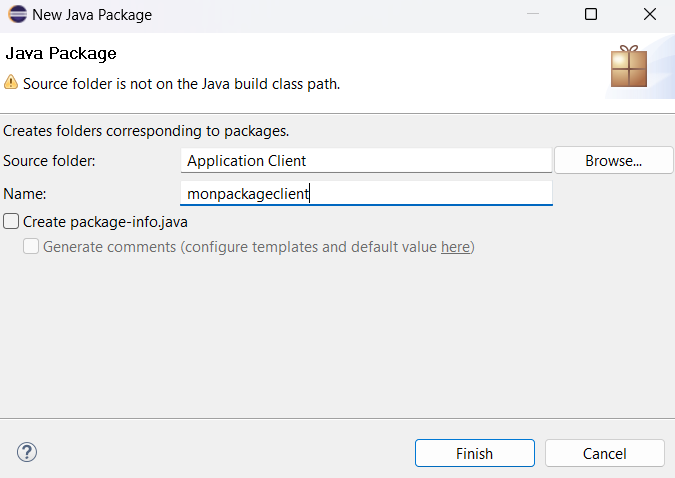 New Java Package
Java Package
Source folder is not on the Java build class path.
Creates folders corresponding to packages.
Source folder: Application Client Browse...
Name: monpackageclient
Create package-info.java
Generate comments (configure templates and default value here)
? Finish Cancel